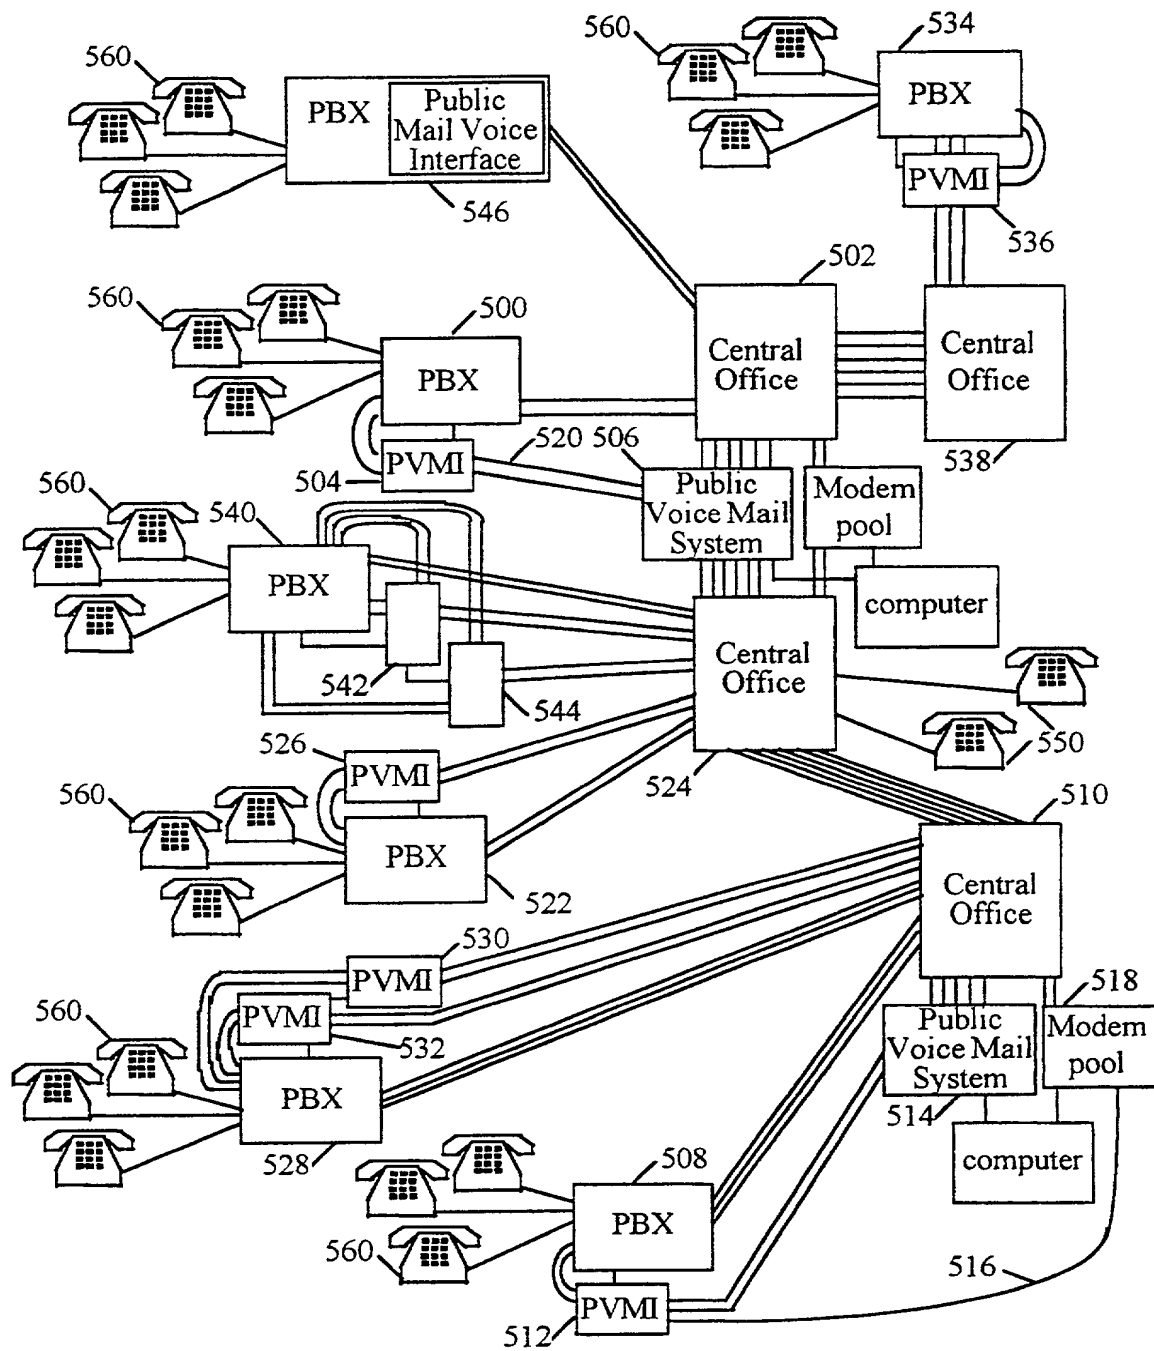 560
534
560
PBX
PBX
Public
Mail Voice
Interface
PVMI
546
536
502
560
500
Central
Office
Central
Office
PBX
520
506
538
PVMI
504
Public
Voice Mail
System
Modem
pool
560
540
PBX
computer
542
544
Central
Office
550
526
PVMI
524
510
560
PBX
522
Central
Office
530
PVMI
518
560
PVMI
532
Public
Voice Mail
System
Modem
pool
PBX
514
528
508
computer
PBX
560
516
PVMI
512